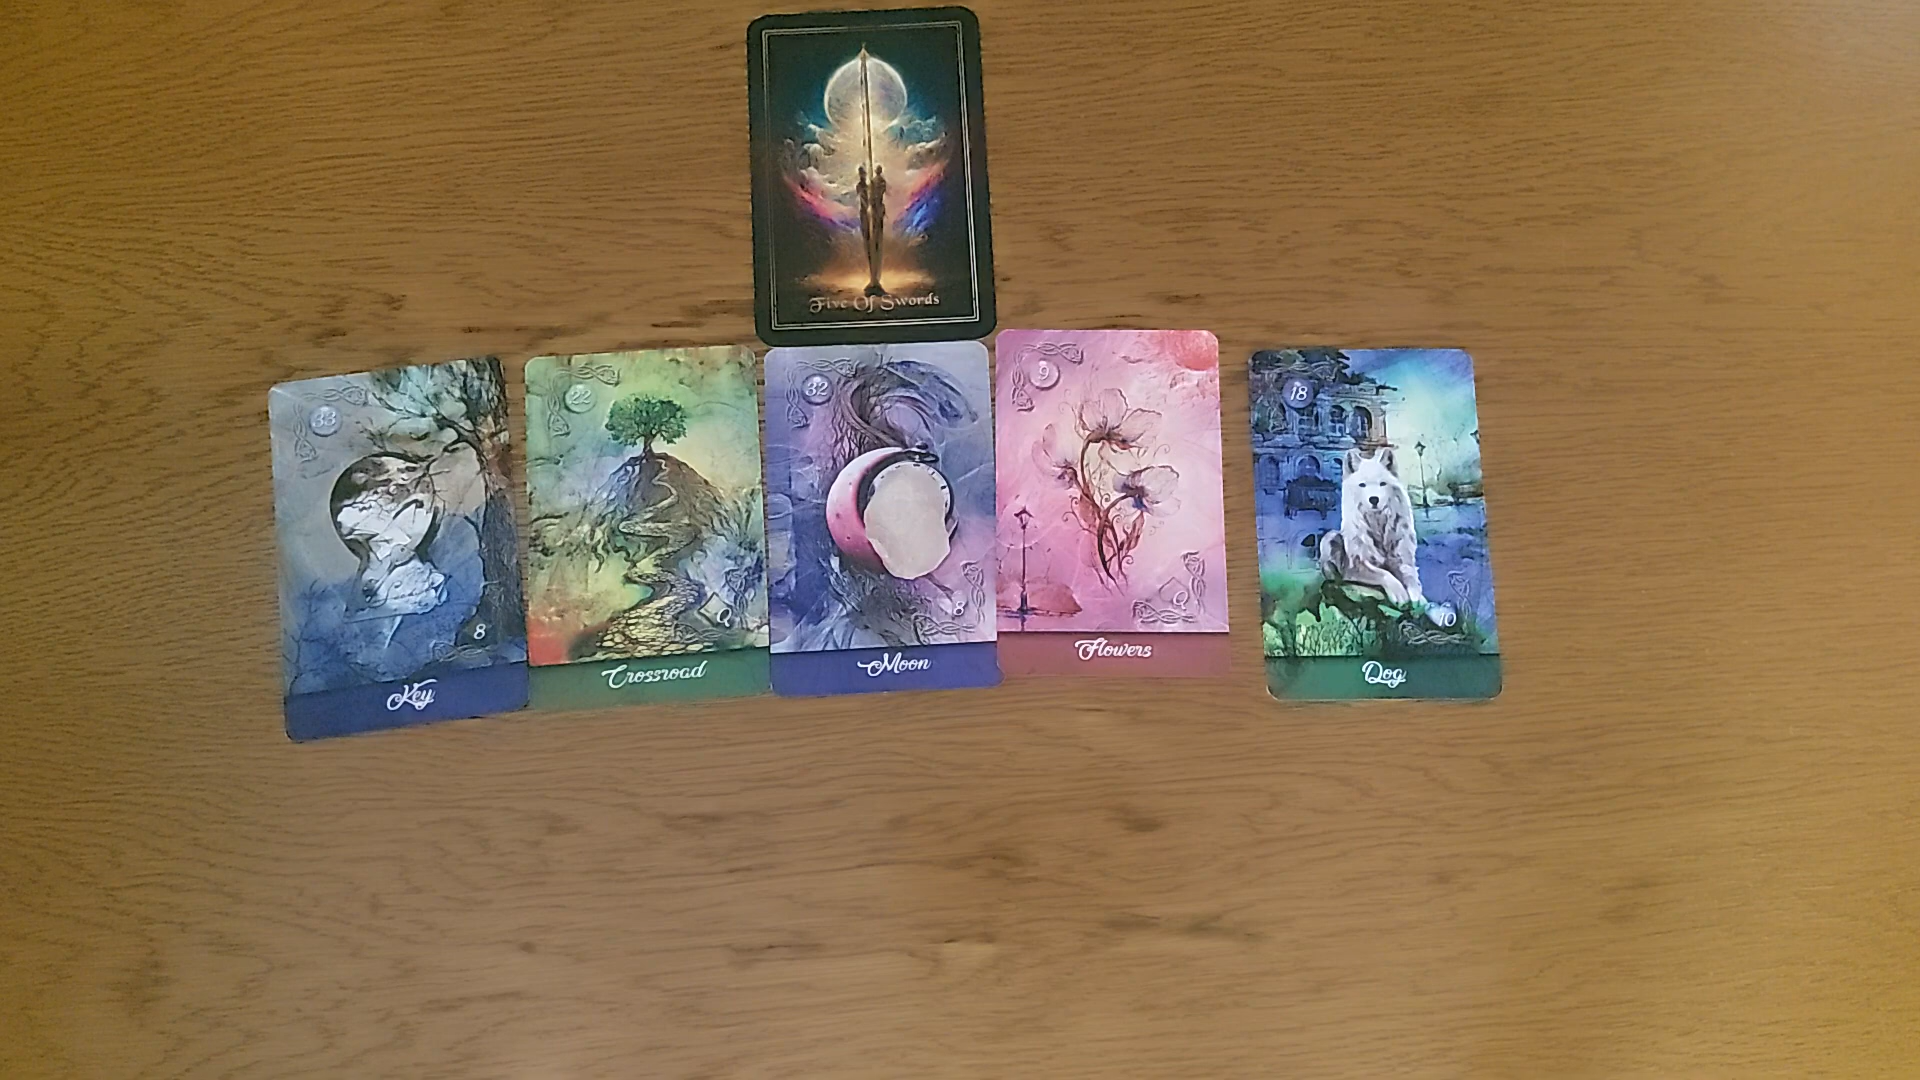 Five Of Swords
33
8
Key
22
Q
Crossroad
32
8
Moon
9
Q
Flowers
18
10
Dog